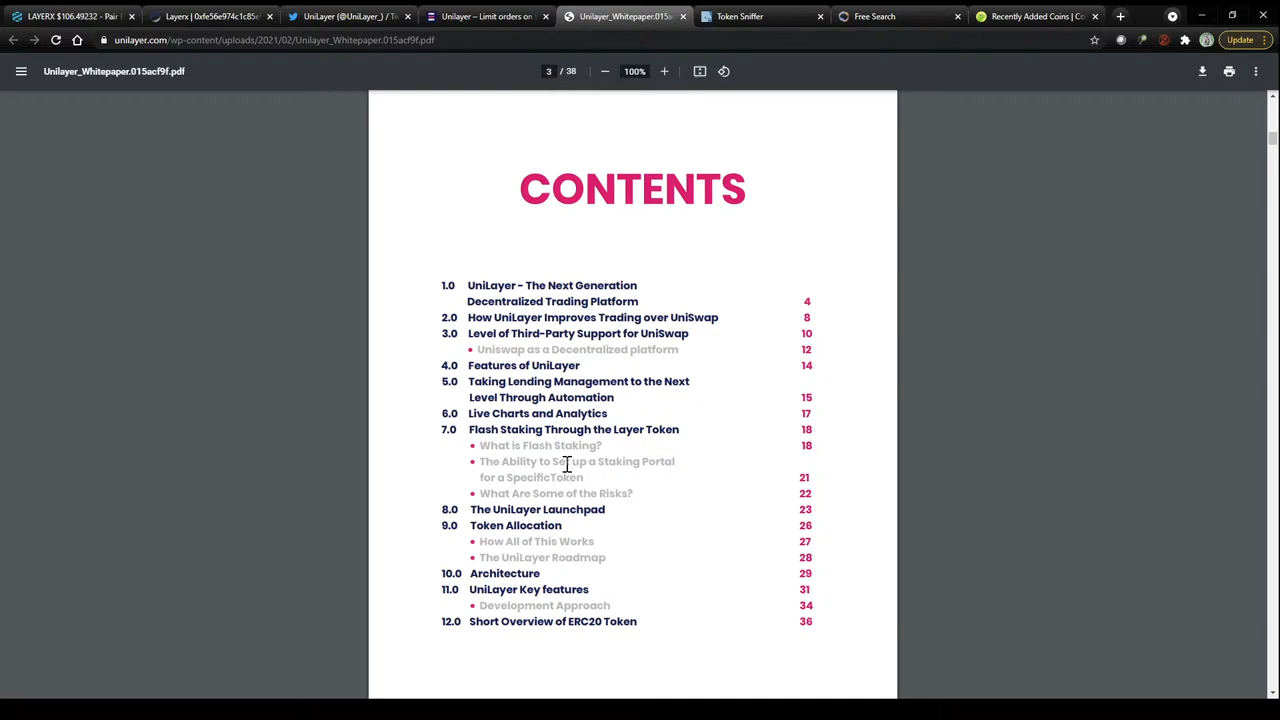 LAYERX $106.49232 - Pair
Layerx | 0xfe56e974c1c85e
UniLayer (@UniLayer_) / Tw
Unilayer – Limit orders on
Unilayer_Whitepaper.015a
Token Sniffer
Free Search
Recently Added Coins | Co
unilayer.com/wp-content/uploads/2021/02/Unilayer_Whitepaper.015acf9f.pdf
Update
Unilayer_Whitepaper.015acf9f.pdf
3 / 38
100%
CONTENTS
1.0 UniLayer - The Next Generation
Decentralized Trading Platform 4
2.0 How UniLayer Improves Trading over UniSwap 8
3.0 Level of Third-Party Support for UniSwap 10
• Uniswap as a Decentralized platform 12
4.0 Features of UniLayer 14
5.0 Taking Lending Management to the Next
Level Through Automation 15
6.0 Live Charts and Analytics 17
7.0 Flash Staking Through the Layer Token 18
• What is Flash Staking? 18
• The Ability to Set up a Staking Portal
for a SpecificToken 21
• What Are Some of the Risks? 22
8.0 The UniLayer Launchpad 23
9.0 Token Allocation 26
• How All of This Works 27
• The UniLayer Roadmap 28
10.0 Architecture 29
11.0 UniLayer Key features 31
• Development Approach 34
12.0 Short Overview of ERC20 Token 36